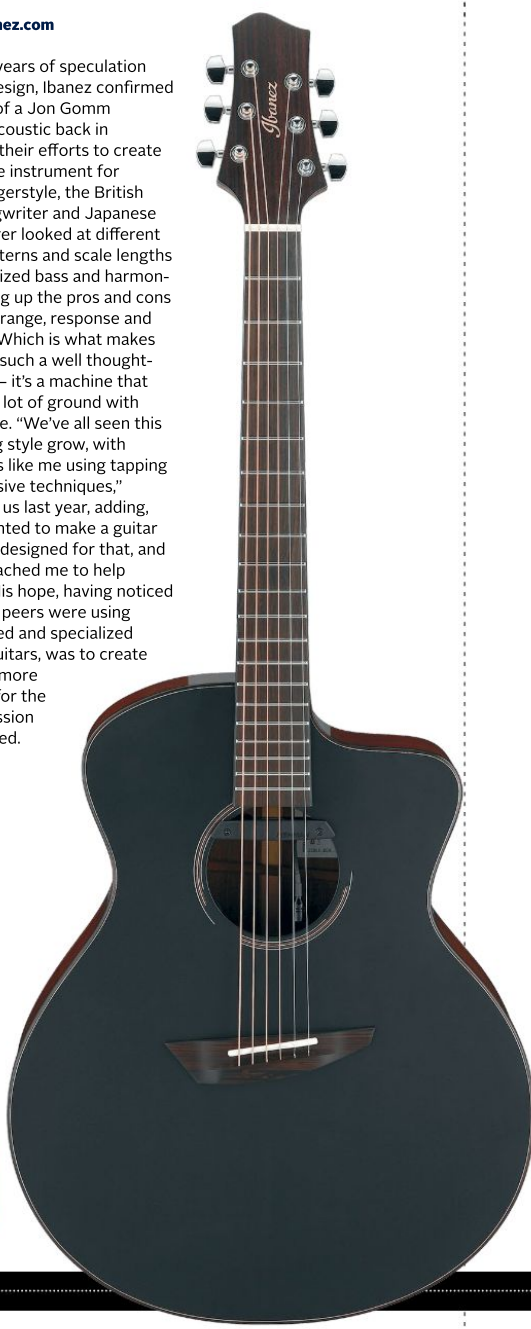 nez.com
years of speculation
esign, Ibanez confirmed
of a Jon Gomm
coustic back in
their efforts to create
e instrument for
gerstyle, the British
gwriter and Japanese
er looked at different
terns and scale lengths
ized bass and harmon-
g up the pros and cons
range, response and
Which is what makes
such a well thought-
– it’s a machine that
lot of ground with
e. “We’ve all seen this
g style grow, with
s like me using tapping
sive techniques,”
us last year, adding,
nted to make a guitar
designed for that, and
ached me to help
His hope, having noticed
peers were using
ed and specialized
uitars, was to create
more
for the
ssion
ed.
Ibanez